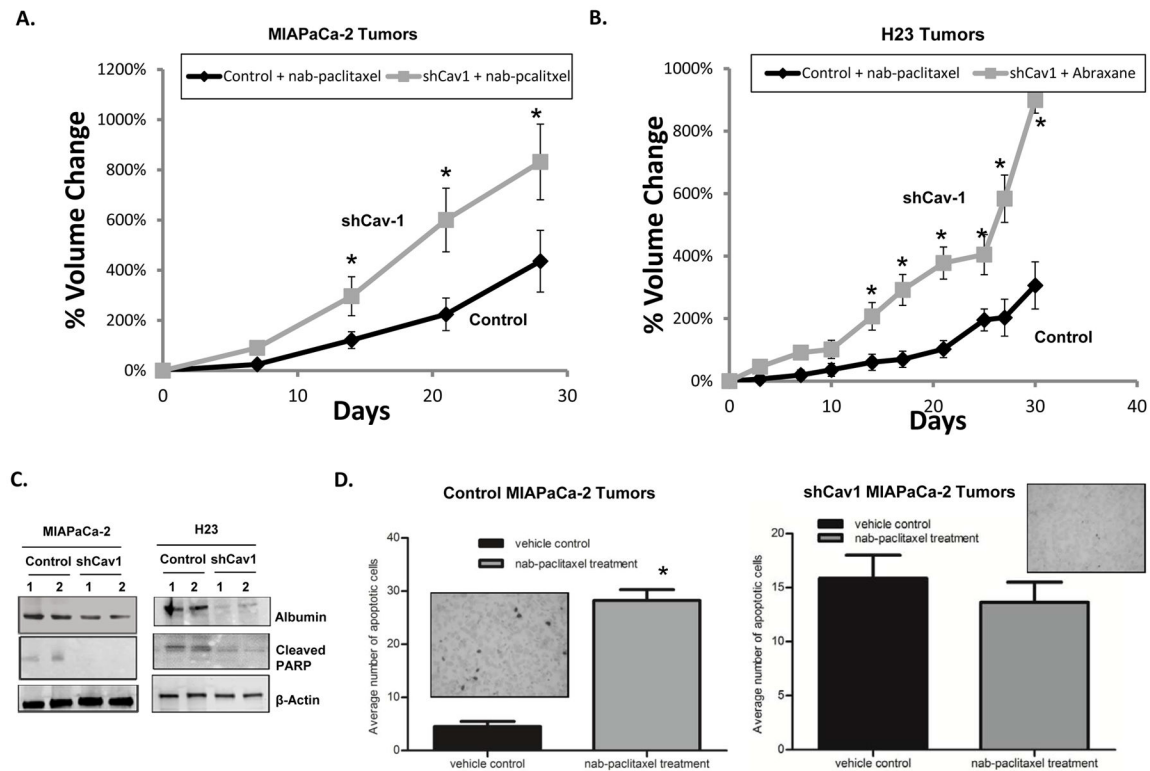 A.
MIAPaCa-2 Tumors
Control + nab-paclitaxel
shCav1 + nab-pcalitxel
% Volume Change
1200%
1000%
800%
600%
400%
200%
0%
*
*
*
shCav-1
Control
0
10
20
30
Days
B.
H23 Tumors
Control + nab-paclitaxel
shCav1 + Abraxane
% Volume Change
1000%
800%
600%
400%
200%
0%
*
*
*
*
*
*
shCav-1
Control
0
10
20
30
40
Days
C.
MIAPaCa-2
Control shCav1
1 2 1 2
H23
Control shCav1
1 2 1 2
Albumin
Cleaved
PARP
β-Actin
D.
Control MIAPaCa-2 Tumors
Average number of apoptotic cells
40
30
20
10
0
vehicle control
nab-paclitaxel treatment
*
vehicle control
nab-paclitaxel treatment
shCav1 MIAPaCa-2 Tumors
Average number of apoptotic cells
20
15
10
5
0
vehicle control
nab-paclitaxel treatment
vehicle control
nab-paclitaxel treatment